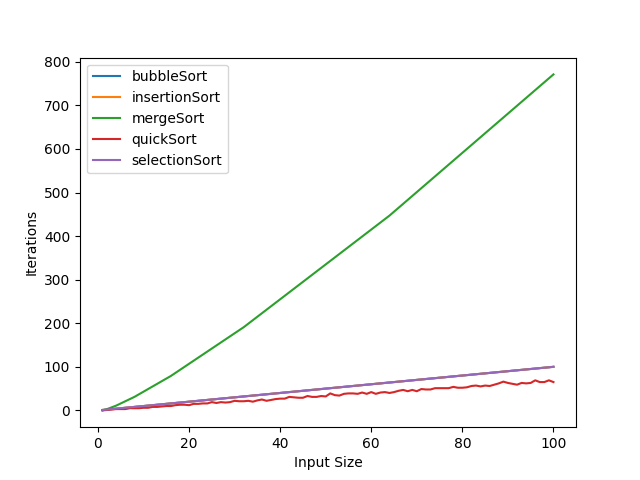 800
700
600
500
400
300
200
100
0
Iterations
bubbleSort
insertionSort
mergeSort
quickSort
selectionSort
0 20 40 60 80 100
Input Size